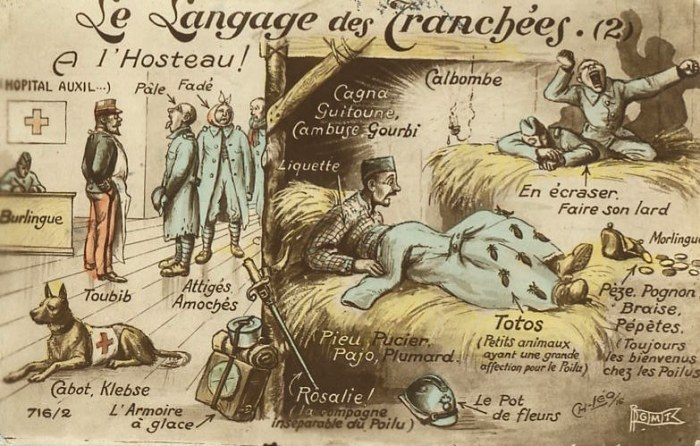 Le Langage des Tranchées. (2)
A l'Hosteau!
HOPITAL AUXIL...)
Pâle
Fadé
Burlingue
Toubib
Attigés
Amochés
Cagna
Guitoune,
Cambuse, Gourbi
Calbombe
Liquette
En écraser.
Faire son lard
Morlingue
Pèze. Pognon
Braise,
Pépètes.
(Toujours
les bienvenus
chez les Poilus
Totos
(Petits animaux
ayant une grande
affection pour le Poilu)
Pieu, Pucier,
Pajo, Plumard.
Cabot, Klebse
716/2
L'Armoire
à glace
Rosalie!
(la compagne
inséparable du Poilu)
Le Pot
de fleurs